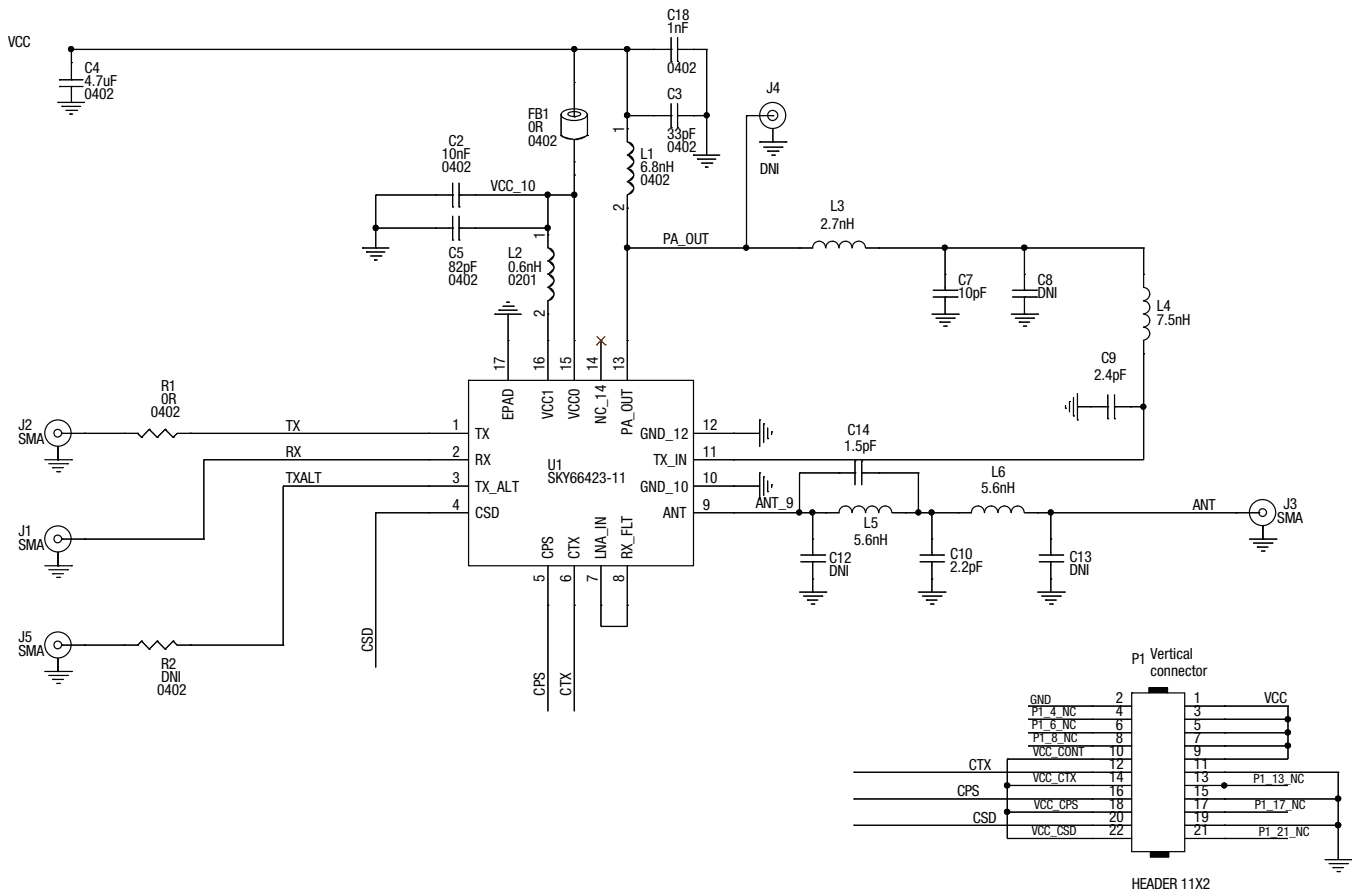 VCC
C4
4.7uF
0402
C18
1nF
0402
C3
33pF
0402
J4
DNI
FB1
0R
0402
L1
6.8nH
0402
1
2
C2
10nF
0402
VCC_10
C5
82pF
0402
L2
0.6nH
0201
1
2
PA_OUT
L3
2.7nH
C7
10pF
C8
DNI
L4
7.5nH
C9
2.4pF
17
16
15
14
13
EPAD
VCC1
VCC0
NC_14
PA_OUT
R1
0R
0402
J2
SMA
TX
1
TX
RX
2
RX
TXALT
3
TX_ALT
4
CSD
U1
SKY66423-11
GND_12
12
TX_IN
11
GND_10
10
ANT
9
CPS
CTX
LNA_IN
RX_FLT
5
6
7
8
J1
SMA
J5
SMA
R2
DNI
0402
CSD
CPS
CTX
C14
1.5pF
ANT_9
L5
5.6nH
L6
5.6nH
ANT
J3
SMA
C12
DNI
C10
2.2pF
C13
DNI
P1
Vertical
connector
GND
2
1
VCC
P1_4_NC
4
3
P1_6_NC
6
5
P1_8_NC
8
7
VCC_CONT
10
9
CTX
12
11
VCC_CTX
14
13
P1_13_NC
CPS
16
15
VCC_CPS
18
17
P1_17_NC
CSD
20
19
VCC_CSD
22
21
P1_21_NC
HEADER 11X2